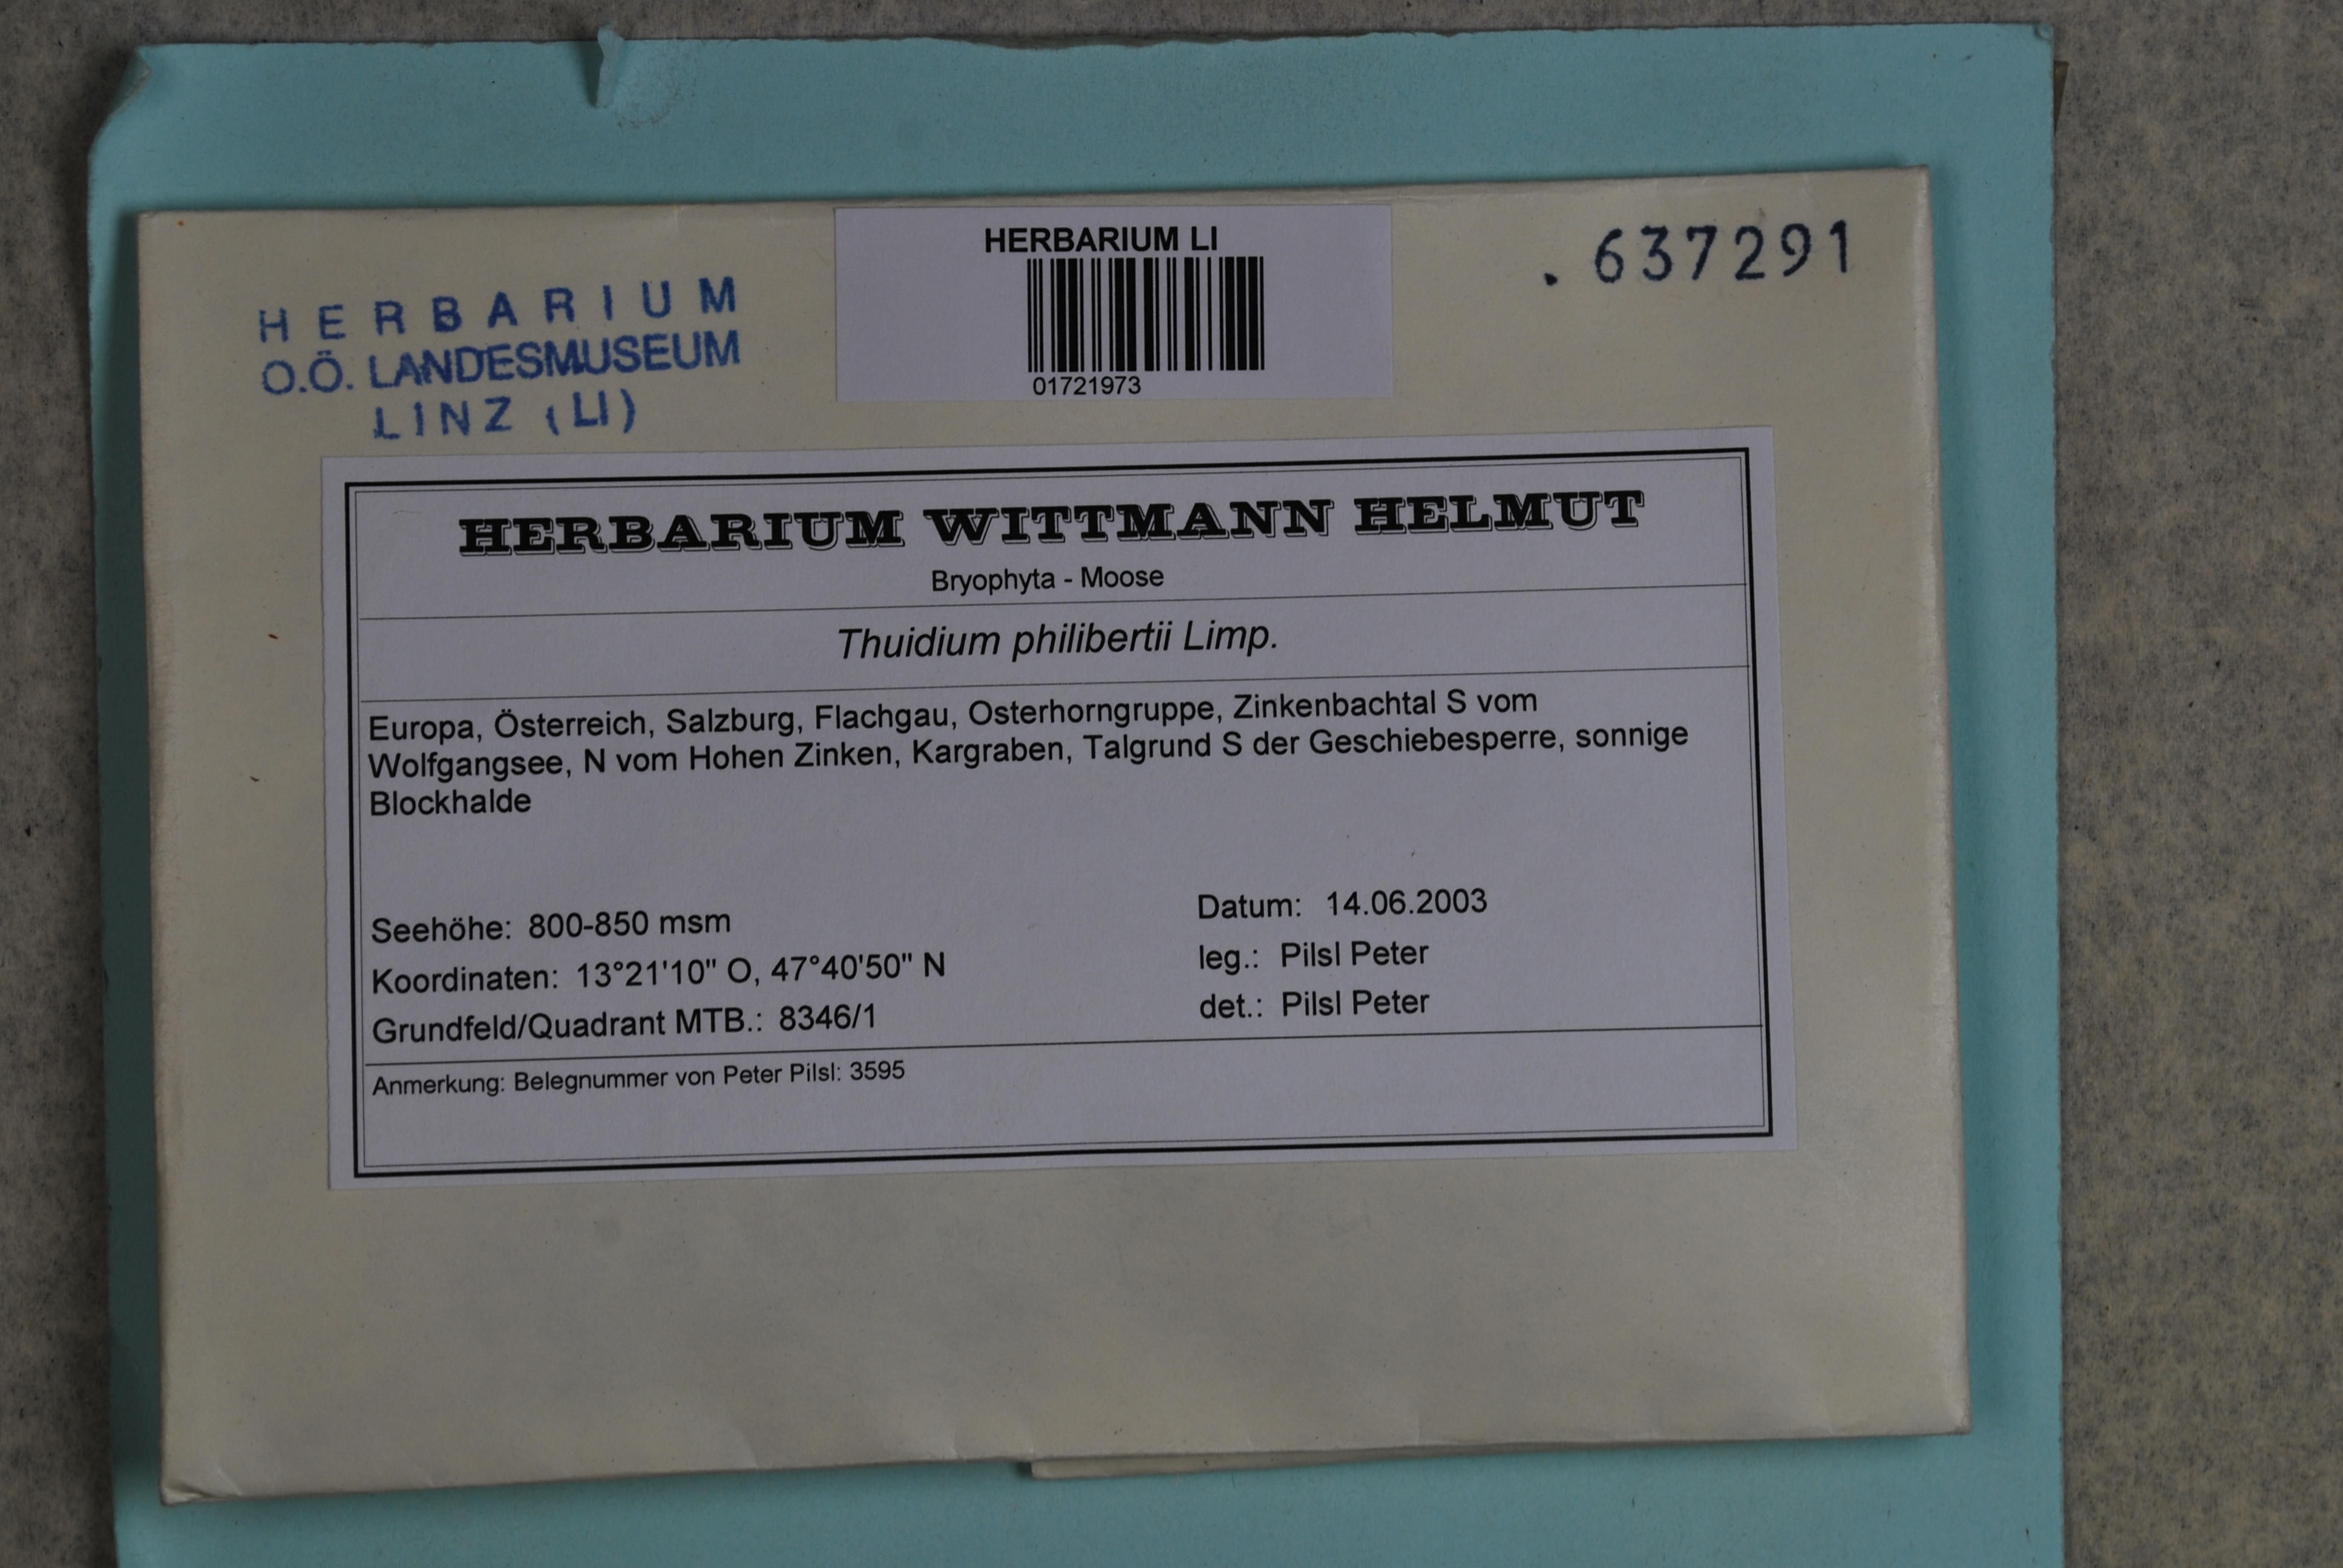 HERBARIUM
O.Ö. LANDESMUSEUM
LINZ (LI)
HERBARIUM LI
01721973
. 637291
HERBARIUM WITTMANN HELMUT
Bryophyta - Moose
Thuidium philibertii Limp.
Europa, Österreich, Salzburg, Flachgau, Osterhorngruppe, Zinkenbachtal S vom
Wolfgangsee, N vom Hohen Zinken, Kargraben, Talgrund S der Geschiebesperre, sonnige
Blockhalde
Seehöhe: 800-850 msm
Koordinaten: 13°21'10" O, 47°40'50" N
Grundfeld/Quadrant MTB.: 8346/1
Datum: 14.06.2003
leg.: Pilsl Peter
det.: Pilsl Peter
Anmerkung: Belegnummer von Peter Pilsl: 3595